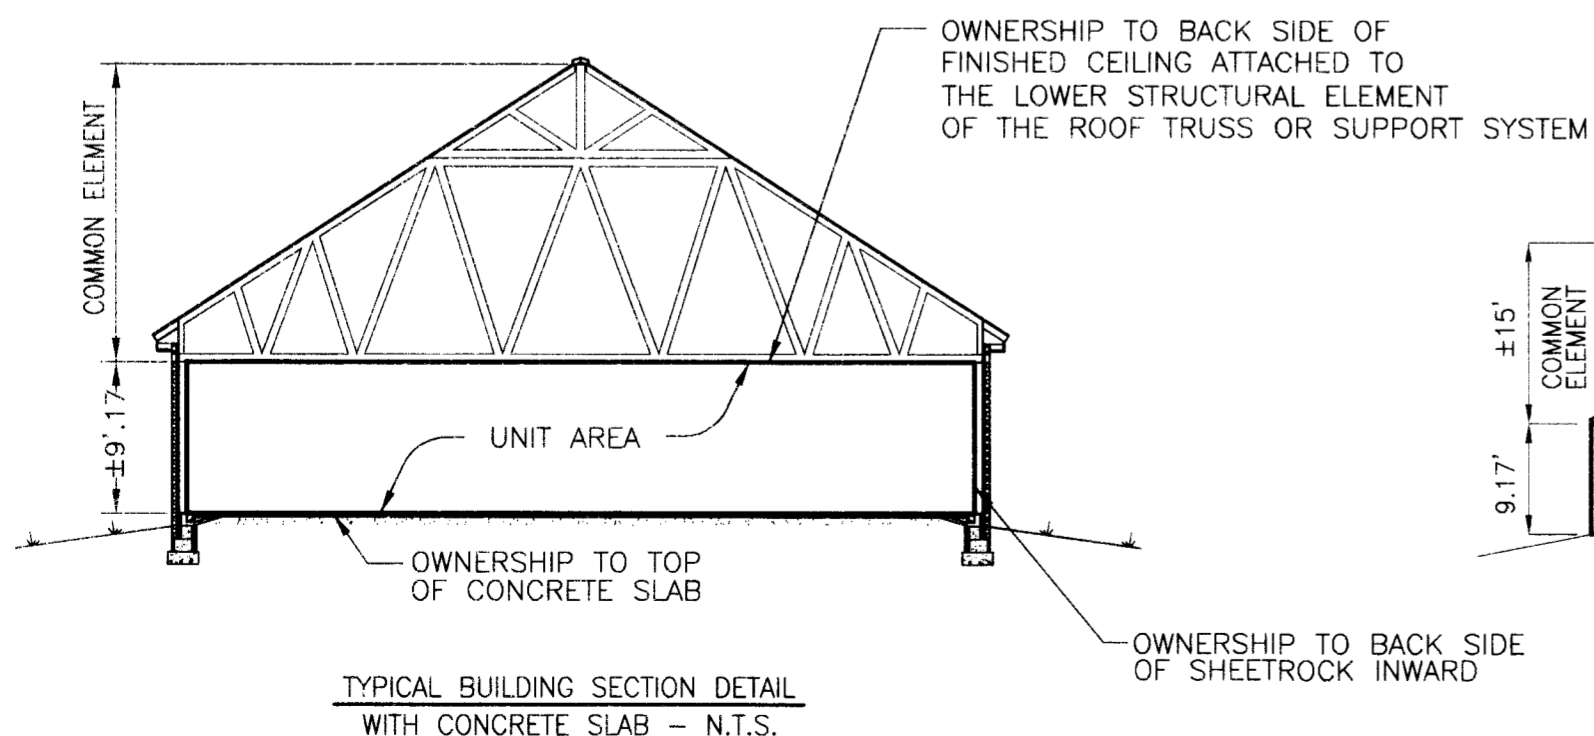 OWNERSHIP TO BACK SIDE OF
FINISHED CEILING ATTACHED TO
THE LOWER STRUCTURAL ELEMENT
OF THE ROOF TRUSS OR SUPPORT SYSTEM
COMMON ELEMENT
±9'.17
UNIT AREA
OWNERSHIP TO TOP
OF CONCRETE SLAB
±15'
COMMON
ELEMENT
9.17'
OWNERSHIP TO BACK SIDE
OF SHEETROCK INWARD
TYPICAL BUILDING SECTION DETAIL
WITH CONCRETE SLAB – N.T.S.